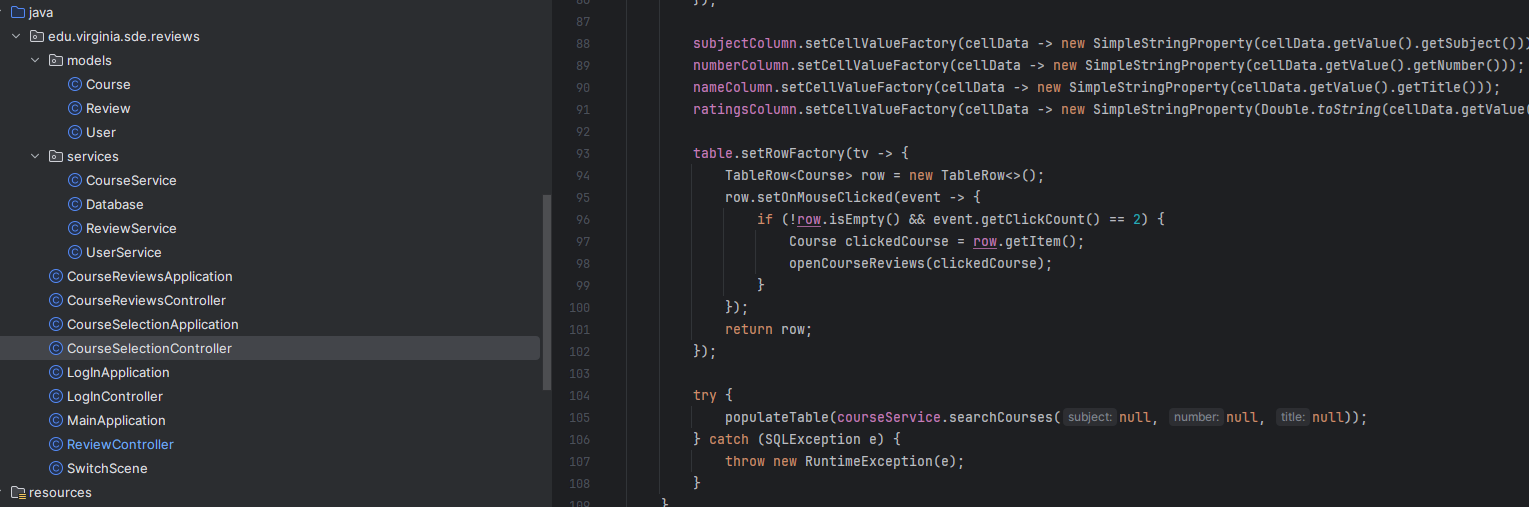 java
edu.virginia.sde.reviews
models
Course
Review
User
services
CourseService
Database
ReviewService
UserService
CourseReviewsApplication
CourseReviewsController
CourseSelectionApplication
CourseSelectionController
LogInApplication
LogInController
MainApplication
ReviewController
SwitchScene
resources
86 });
87
88 subjectColumn.setCellValueFactory(cellData -> new SimpleStringProperty(cellData.getValue().getSubject()))
89 numberColumn.setCellValueFactory(cellData -> new SimpleStringProperty(cellData.getValue().getNumber()));
90 nameColumn.setCellValueFactory(cellData -> new SimpleStringProperty(cellData.getValue().getTitle()));
91 ratingsColumn.setCellValueFactory(cellData -> new SimpleStringProperty(Double.toString(cellData.getValue(
92
93 table.setRowFactory(tv -> {
94 TableRow<Course> row = new TableRow<>();
95 row.setOnMouseClicked(event -> {
96 if (!row.isEmpty() && event.getClickCount() == 2) {
97 Course clickedCourse = row.getItem();
98 openCourseReviews(clickedCourse);
99 }
100 });
101 return row;
102 });
103
104 try {
105 populateTable(courseService.searchCourses( subject: null, number: null, title: null));
106 } catch (SQLException e) {
107 throw new RuntimeException(e);
108 }
109 }